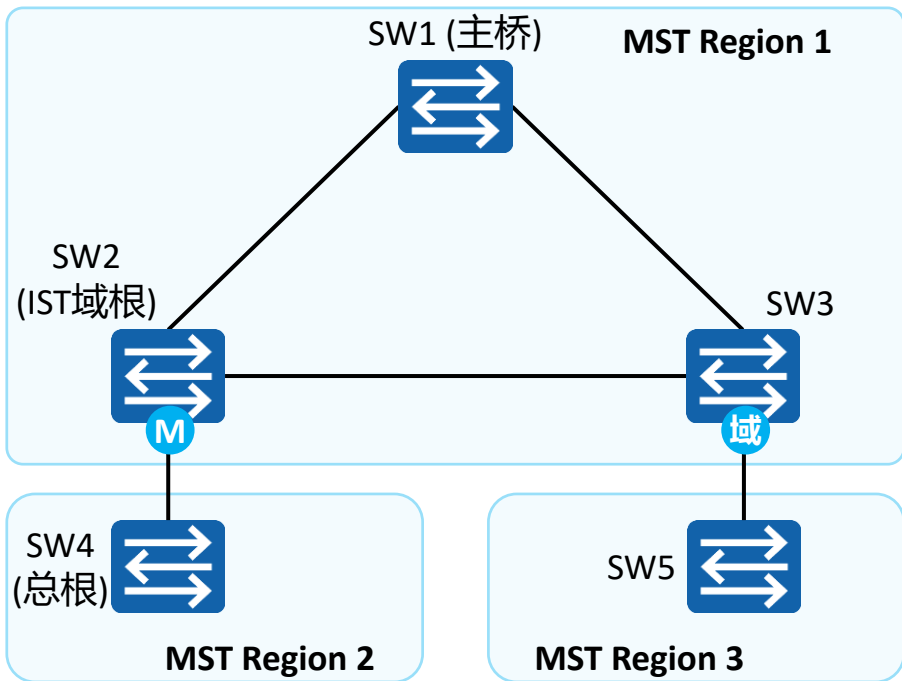 SW1 (主桥)
MST Region 1
SW2
(IST域根)
SW3
M
域
SW4
(总根)
SW5
MST Region 2
MST Region 3